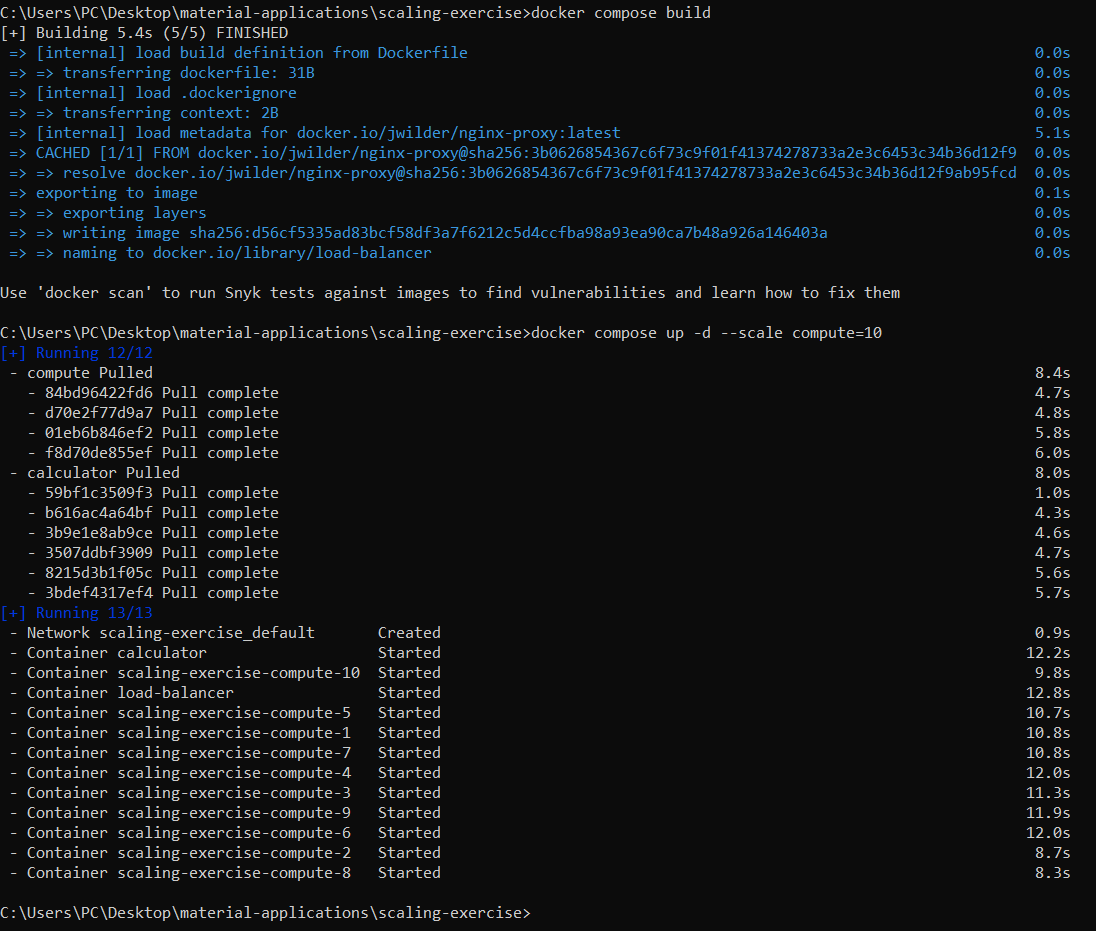 C:\Users\PC\Desktop\material-applications\scaling-exercise>docker compose build
[+] Building 5.4s (5/5) FINISHED
=> [internal] load build definition from Dockerfile 0.0s
=> => transferring dockerfile: 31B 0.0s
=> [internal] load .dockerignore 0.0s
=> => transferring context: 2B 0.0s
=> [internal] load metadata for docker.io/jwilder/nginx-proxy:latest 5.1s
=> CACHED [1/1] FROM docker.io/jwilder/nginx-proxy@sha256:3b0626854367c6f73c9f01f41374278733a2e3c6453c34b36d12f9 0.0s
=> => resolve docker.io/jwilder/nginx-proxy@sha256:3b0626854367c6f73c9f01f41374278733a2e3c6453c34b36d12f9ab95fcd 0.0s
=> exporting to image 0.1s
=> => exporting layers 0.0s
=> => writing image sha256:d56cf5335ad83bcf58df3a7f6212c5d4ccfba98a93ea90ca7b48a926a146403a 0.0s
=> => naming to docker.io/library/load-balancer 0.0s
Use 'docker scan' to run Snyk tests against images to find vulnerabilities and learn how to fix them
C:\Users\PC\Desktop\material-applications\scaling-exercise>docker compose up -d --scale compute=10
[+] Running 12/12
- compute Pulled 8.4s
- 84bd96422fd6 Pull complete 4.7s
- d70e2f77d9a7 Pull complete 4.8s
- 01eb6b846ef2 Pull complete 5.8s
- f8d70de855ef Pull complete 6.0s
- calculator Pulled 8.0s
- 59bf1c3509f3 Pull complete 1.0s
- b616ac4a64bf Pull complete 4.3s
- 3b9e1e8ab9ce Pull complete 4.6s
- 3507ddbf3909 Pull complete 4.7s
- 8215d3b1f05c Pull complete 5.6s
- 3bdef4317ef4 Pull complete 5.7s
[+] Running 13/13
- Network scaling-exercise_default Created 0.9s
- Container calculator Started 12.2s
- Container scaling-exercise-compute-10 Started 9.8s
- Container load-balancer Started 12.8s
- Container scaling-exercise-compute-5 Started 10.7s
- Container scaling-exercise-compute-1 Started 10.8s
- Container scaling-exercise-compute-7 Started 10.8s
- Container scaling-exercise-compute-4 Started 12.0s
- Container scaling-exercise-compute-3 Started 11.3s
- Container scaling-exercise-compute-9 Started 11.9s
- Container scaling-exercise-compute-6 Started 12.0s
- Container scaling-exercise-compute-2 Started 8.7s
- Container scaling-exercise-compute-8 Started 8.3s
C:\Users\PC\Desktop\material-applications\scaling-exercise>